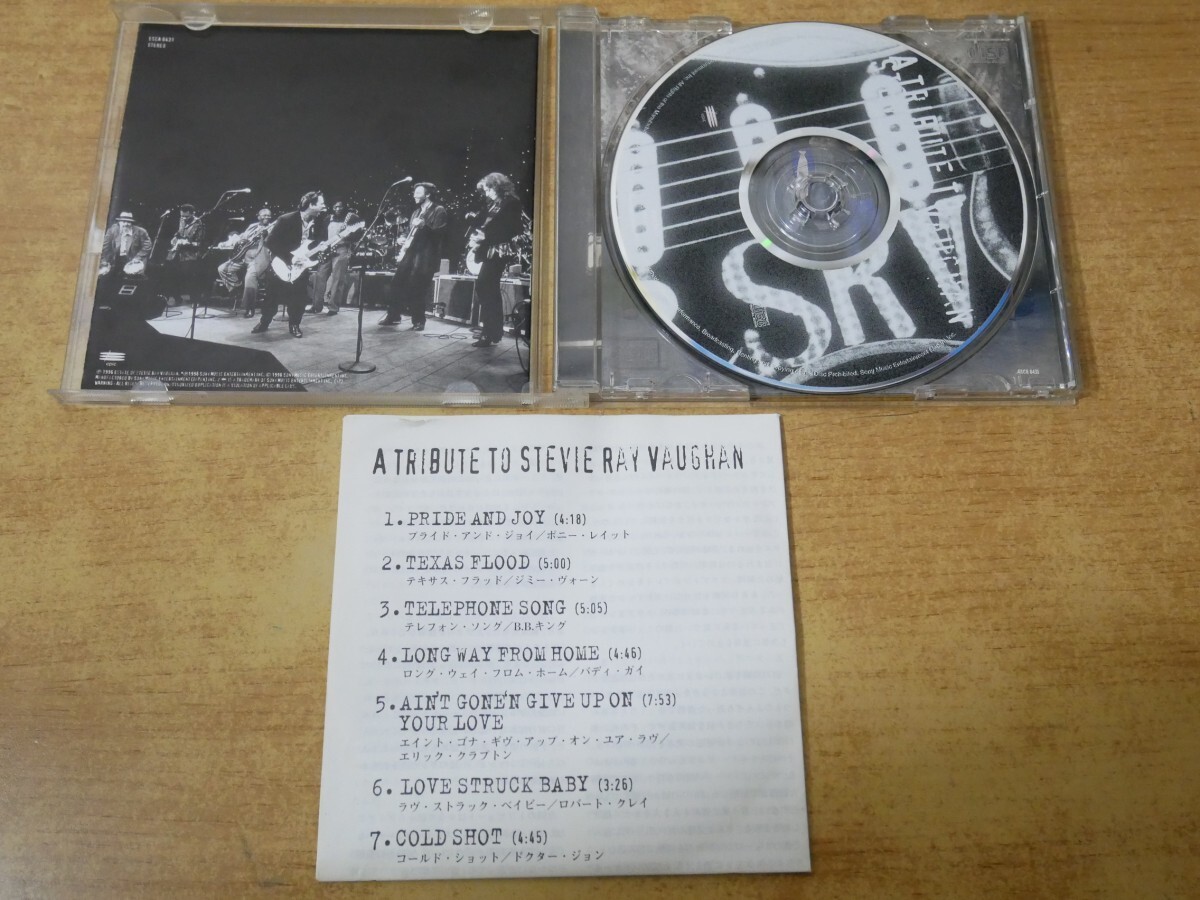 ESCA 6631
STEREO
SRV
A TRIBUTE TO STEVIE RAY VAUGHAN
1. PRIDE AND JOY (4:18)
プライド・アンド・ジョイ/ボニー・レイット
2. TEXAS FLOOD (5:00)
テキサス・フラッド/ジミー・ヴォーン
3. TELEPHONE SONG (5:05)
テレフォン・ソング/B.B.キング
4. LONG WAY FROM HOME (4:46)
ロング・ウェイ・フロム・ホーム/バディ・ガイ
5. AIN'T GONE'N GIVE UP ON (7:53)
YOUR LOVE
エイント・ゴナ・ギヴ・アップ・オン・ユア・ラヴ/
エリック・クラプトン
6. LOVE STRUCK BABY (3:26)
ラヴ・ストラック・ベイビー/ロバート・クレイ
7. COLD SHOT (4:45)
コールド・ショット/ドクター・ジョン